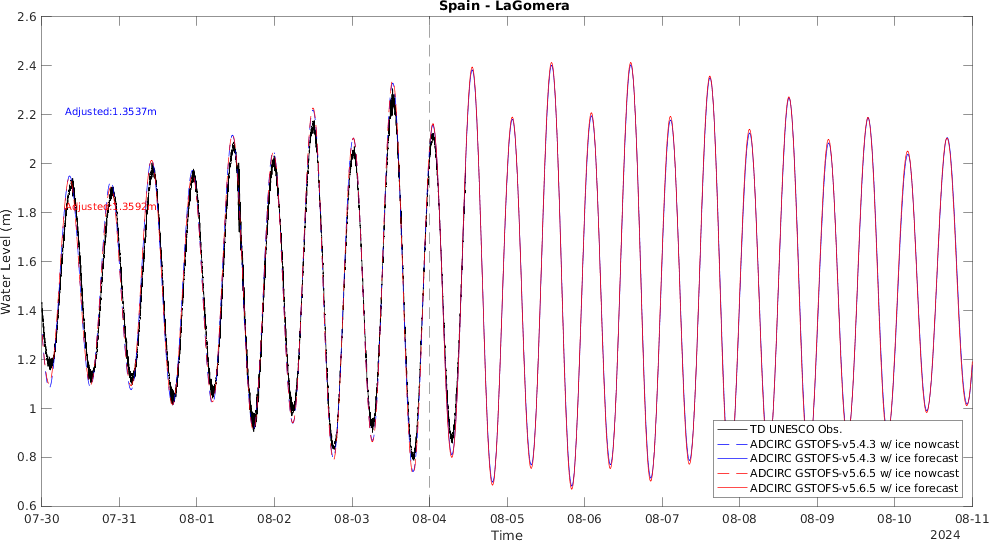 Spain - LaGomera
2.6
2.4
2.2
2
1.8
1.6
1.4
1.2
1
0.8
0.6
Water Level (m)
Adjusted:1.3537m
Adjusted:1.3592m
TD UNESCO Obs.
ADCIRC GSTOFS-v5.4.3 w/ ice nowcast
ADCIRC GSTOFS-v5.4.3 w/ ice forecast
ADCIRC GSTOFS-v5.6.5 w/ ice nowcast
ADCIRC GSTOFS-v5.6.5 w/ ice forecast
07-30 07-31 08-01 08-02 08-03 08-04 08-05 08-06 08-07 08-08 08-09 08-10 08-11
Time
2024